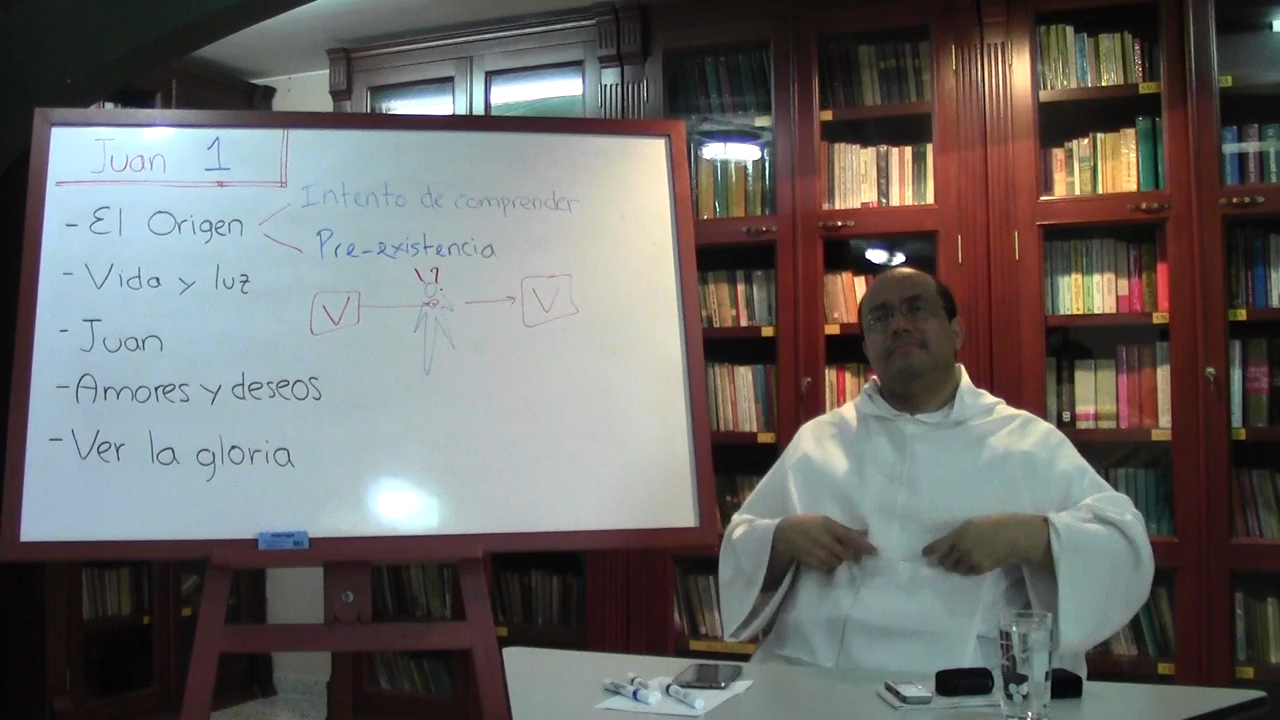 Juan 1
- El Origen
Intento de comprender
Pre-existencia
- Vida y luz
V
V?
V
- Juan
- Amores y deseos
- Ver la gloria